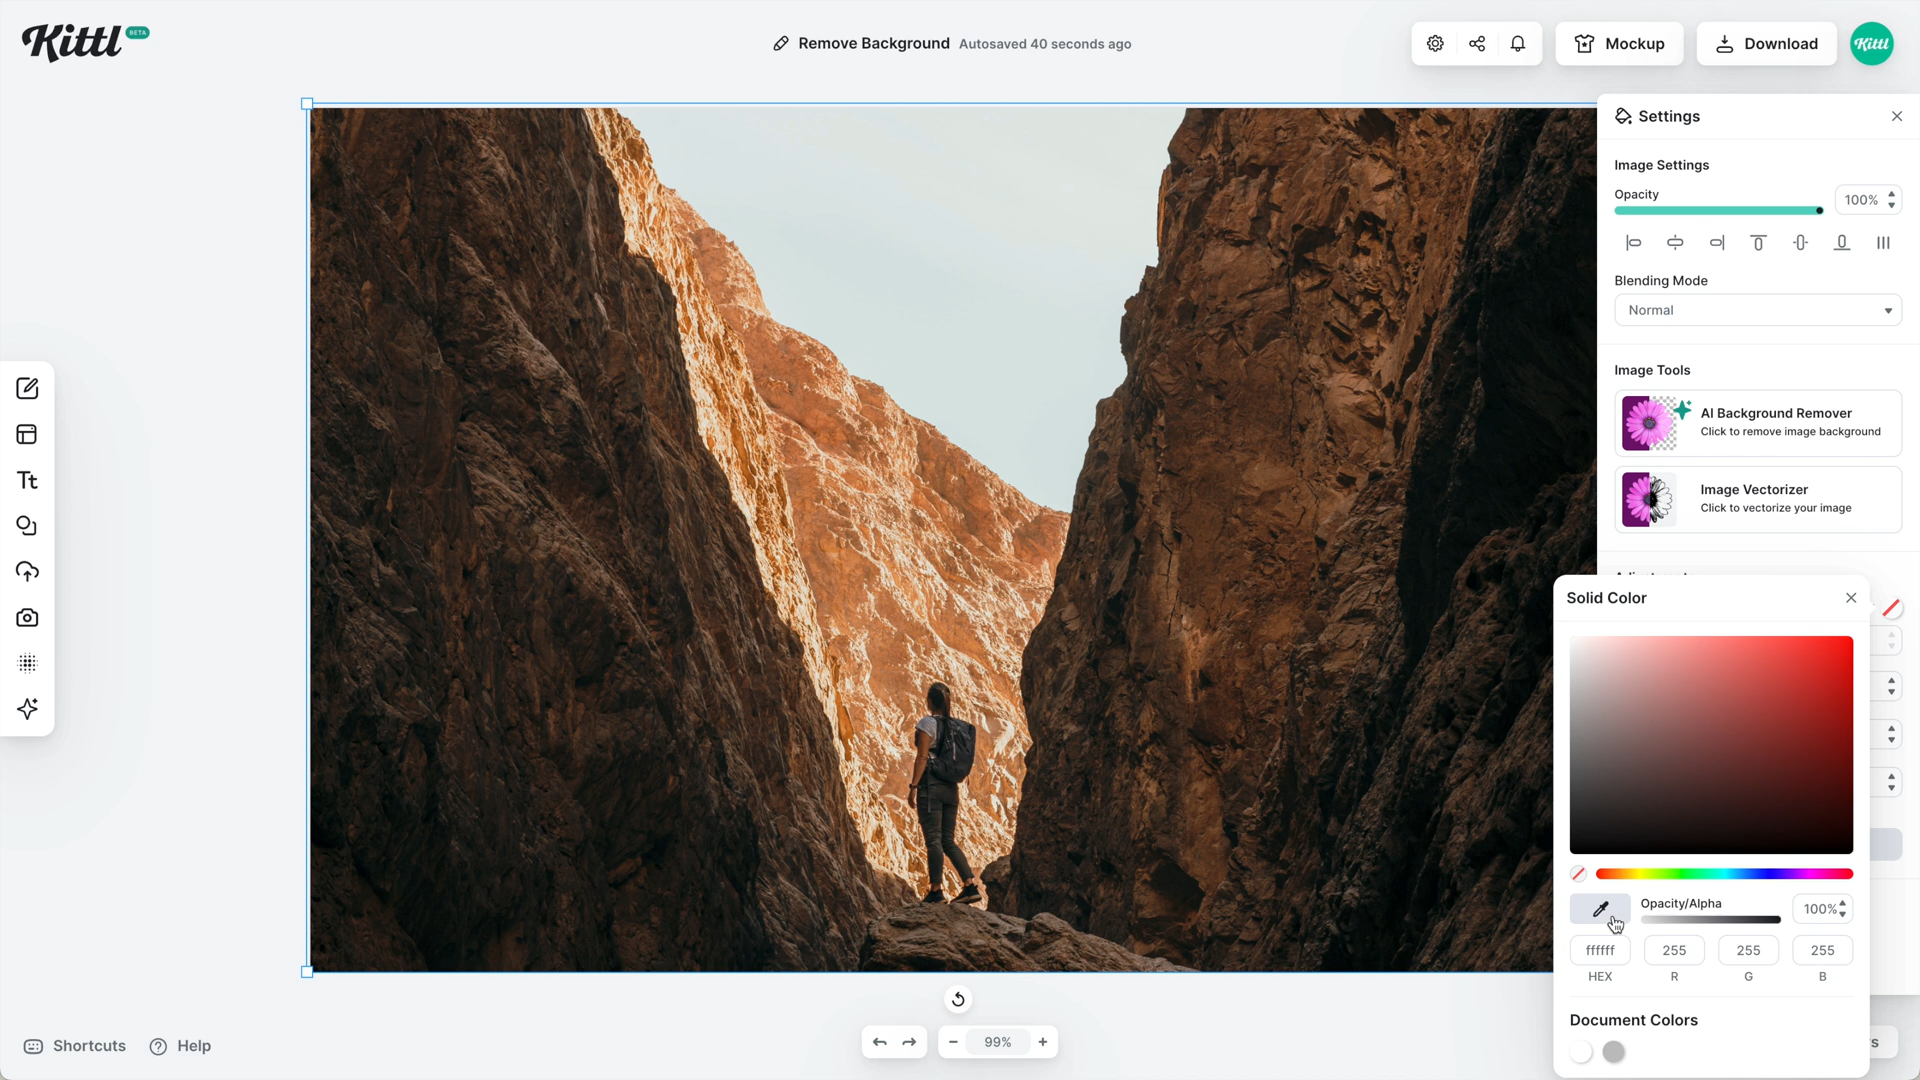 Kittl BETA
Remove Background Autosaved 40 seconds ago
Mockup
Download
Kittl
Settings
Image Settings
Opacity
100%
Blending Mode
Normal
Image Tools
AI Background Remover
Click to remove image background
Image Vectorizer
Click to vectorize your image
Solid Color
Tt
Opacity/Alpha
100%
ffffff 255 255 255
HEX R G B
Document Colors
Shortcuts Help
99%